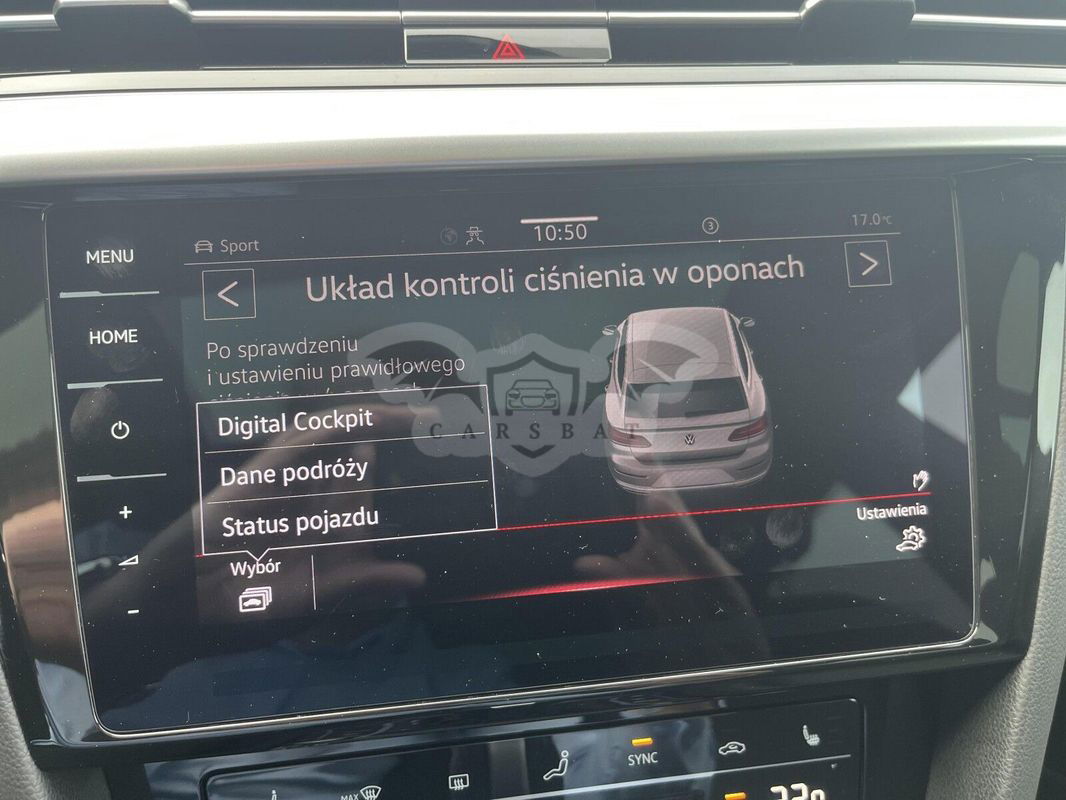 MENU
HOME
Sport
10:50
3
17.0°C
Układ kontroli ciśnienia w oponach
Po sprawdzeniu
i ustawieniu prawidłowego
Digital Cockpit
Dane podróży
Status pojazdu
Wybór
Ustawienia
CARSBAT
SYNC
MAX